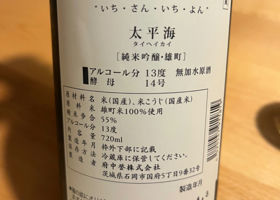 ・いち・さん・いち・よん・
太平海
タイヘイカイ
[純米吟醸・雄町]
アルコール分 13度 無加水原酒
酵母 14号
原材料名 米(国産)、米こうじ(国産米)
原料米 雄町米100%使用
精米歩合 55%
アルコール分 13度
内容量 720ml
製造年月 枠外下部に記載
保存方法 冷蔵庫に保管してください。
製造者 府中誉株式会社
茨城県石岡市国府5丁目9番32号
製造年月